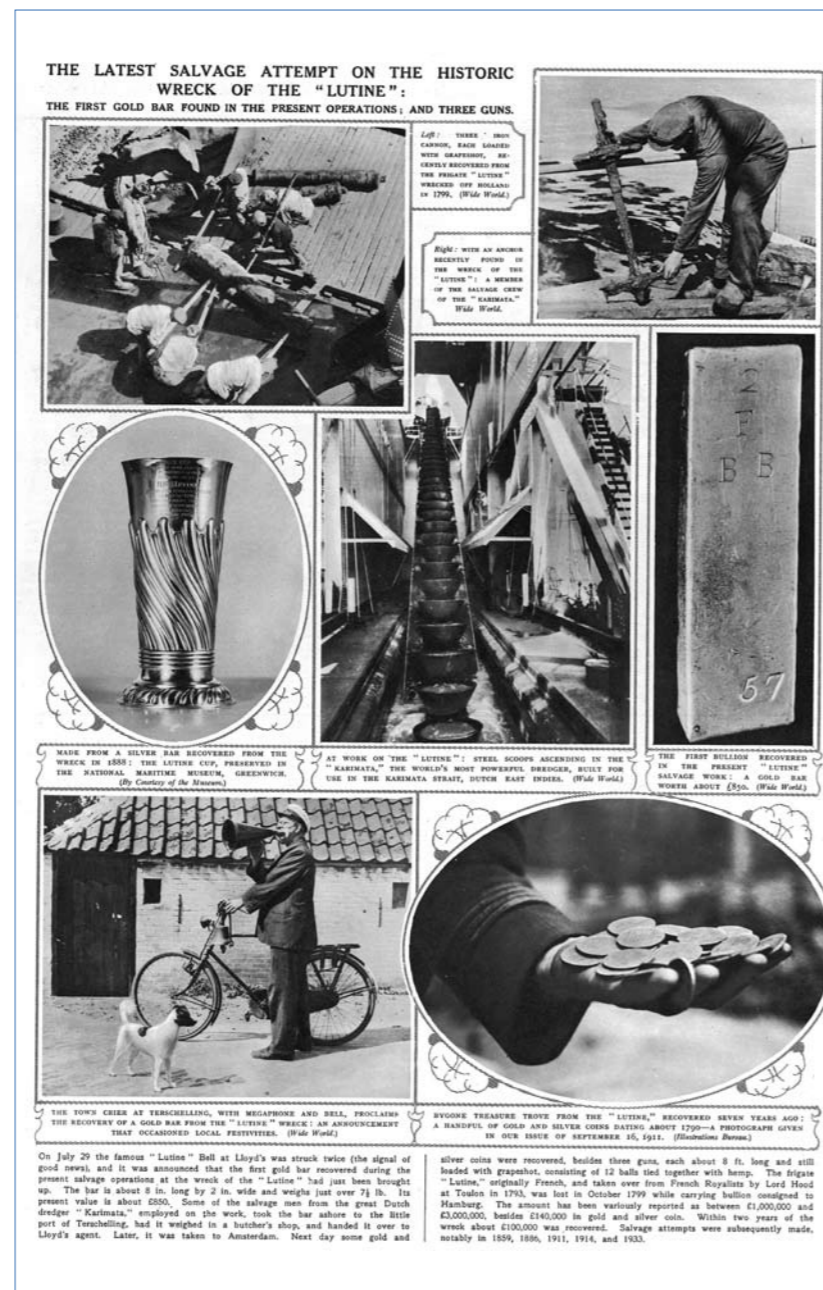 THE LATEST SALVAGE ATTEMPT ON THE HISTORIC
WRECK OF THE “LUTINE”:
THE FIRST GOLD BAR FOUND IN THE PRESENT OPERATIONS; AND THREE GUNS.
Left: THREE IRON
CANNON, EACH LOADED
WITH GRAPESHOT, RE-
CENTLY RECOVERED FROM
THE FRIGATE “LUTINE”
WRECKED OFF HOLLAND
IN 1799. (Wide World.)
Right: WITH AN ANCHOR
RECENTLY FOUND IN
THE WRECK OF THE
“LUTINE”: A MEMBER
OF THE SALVAGE CREW
OF THE “KARIMATA.”
Wide World.
2
F
B B
57
MADE FROM A SILVER BAR RECOVERED FROM THE
WRECK IN 1888: THE LUTINE CUP, PRESERVED IN
THE NATIONAL MARITIME MUSEUM, GREENWICH.
(By Courtesy of the Museum.)
AT WORK ON THE “LUTINE”: STEEL SCOOPS ASCENDING IN THE
“KARIMATA,” THE WORLD'S MOST POWERFUL DREDGER, BUILT FOR
USE IN THE KARIMATA STRAIT, DUTCH EAST INDIES. (Wide World.)
THE FIRST BULLION RECOVERED
IN THE PRESENT “LUTINE”
SALVAGE WORK: A GOLD BAR
WORTH ABOUT £850. (Wide World.)
THE TOWN CRIER AT TERSCHELLING, WITH MEGAPHONE AND BELL, PROCLAIMS
THE RECOVERY OF A GOLD BAR FROM THE “LUTINE” WRECK: AN ANNOUNCEMENT
THAT OCCASIONED LOCAL FESTIVITIES. (Wide World.)
BYGONE TREASURE TROVE FROM THE “LUTINE,” RECOVERED SEVEN YEARS AGO:
A HANDFUL OF GOLD AND SILVER COINS DATING ABOUT 1790—A PHOTOGRAPH GIVEN
IN OUR ISSUE OF SEPTEMBER 16, 1911. (Illustrations Bureau.)
On July 29 the famous “Lutine” Bell at Lloyd's was struck twice (the signal of
good news), and it was announced that the first gold bar recovered during the
present salvage operations at the wreck of the “Lutine” had just been brought
up. The bar is about 8 in. long by 2 in. wide and weighs just over 7½ lb. Its
present value is about £850. Some of the salvage men from the great Dutch
dredger “Karimata,” employed on the work, took the bar ashore to the little
port of Terschelling, had it weighed in a butcher's shop, and handed it over to
Lloyd's agent. Later, it was taken to Amsterdam. Next day some gold and
silver coins were recovered, besides three guns, each about 8 ft. long and still
loaded with grapeshot, consisting of 12 balls tied together with hemp. The frigate
“Lutine,” originally French, and taken over from French Royalists by Lord Hood
at Toulon in 1793, was lost in October 1799 while carrying bullion consigned to
Hamburg. The amount has been variously reported as between £1,000,000 and
£3,000,000, besides £140,000 in gold and silver coin. Within two years of the
wreck about £100,000 was recovered. Salvage attempts were subsequently made,
notably in 1859, 1886, 1911, 1914, and 1933.